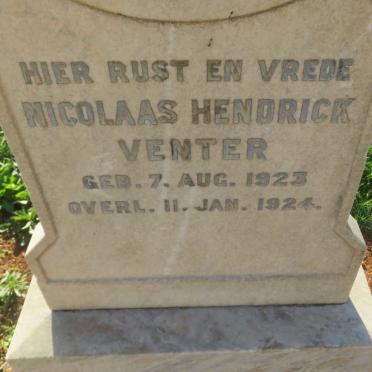 HIER RUST EN VREDE
NICOLAAS HENDRICK
VENTER
GEB. 7. AUG. 1923
OVERL. 11. JAN. 1924.